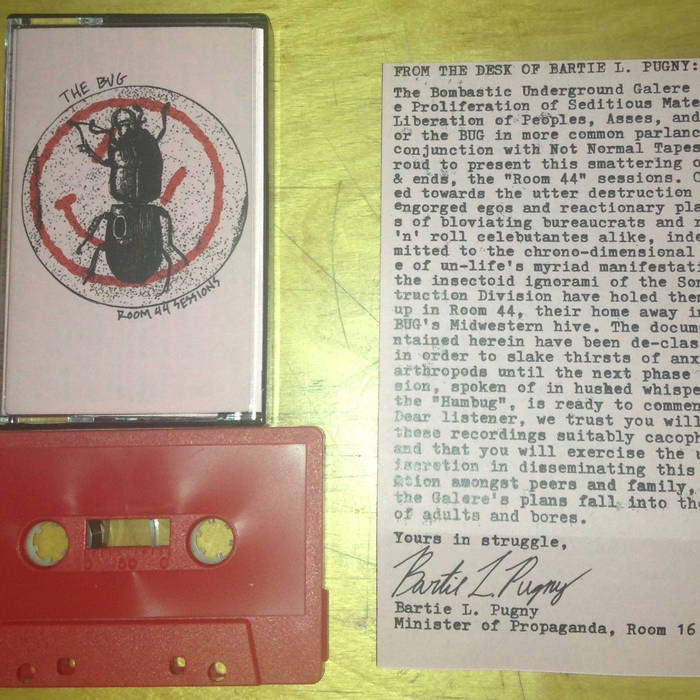 THE BUG
ROOM 44 SESSIONS
FROM THE DESK OF BARTIE L. PUGNY:
The Bombastic Underground Galere
e Proliferation of Seditious Mate
Liberation of Peoples, Asses, and
or the BUG in more common parlanc
conjunction with Not Normal Tapes
roud to present this smattering
& ends, the "Room 44" sessions. C
ed towards the utter destruction
engorged egos and reactionary pla
s of bloviating bureaucrats and r
'n' roll celebutantes alike, inde
mitted to the chrono-dimensional
e of un-life's myriad manifestati
the insectoid ignorami of the Son
truction Division have holed the
up in Room 44, their home away i
BUG's Midwestern hive. The docum
ntained herein have been de-clas
in order to slake thirsts of anx
arthropods until the next phase
sion, spoken of in hushed whispe
the "Humbug", is ready to commen
Dear listener, we trust you will
these recordings suitably cacoph
and that you will exercise the u
iscretion in disseminating this
ation amongst peers and family,
the Galere's plans fall into the
of adults and bores.
Yours in struggle,
Bartie L. Pugny
Bartie L. Pugny
Minister of Propaganda, Room 16